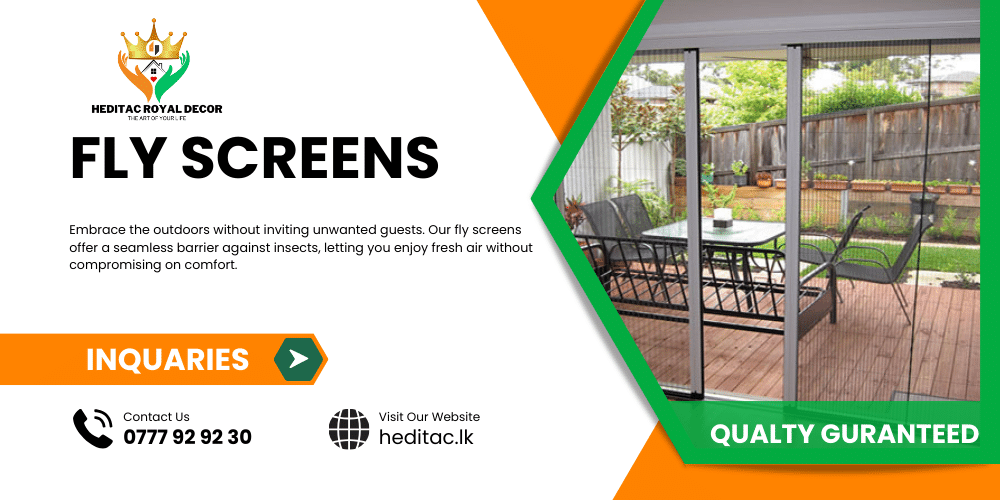 HEDITAC ROYAL DECOR
THE ART OF YOUR LIFE
FLY SCREENS
Embrace the outdoors without inviting unwanted guests. Our fly screens
offer a seamless barrier against insects, letting you enjoy fresh air without
compromising on comfort.
INQUARIES
Contact Us
0777 92 92 30
Visit Our Website
heditac.lk
QUALTY GURANTEED